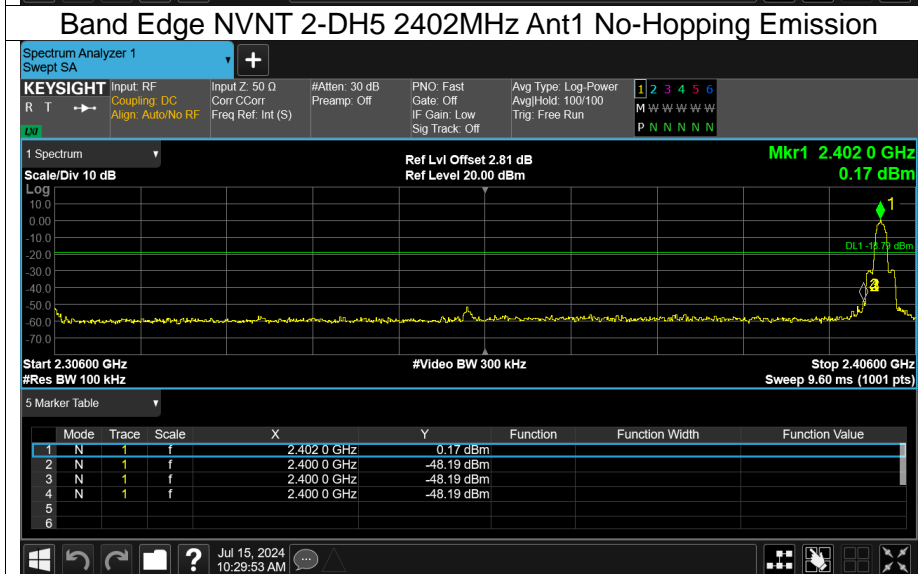 Band Edge NVNT 2-DH5 2402MHz Ant1 No-Hopping Emission
Spectrum Analyzer 1
Swept SA
+
KEYSIGHT Input: RF Input Z: 50 Ω #Atten: 30 dB PNO: Fast Avg Type: Log-Power 1 2 3 4 5 6
R T Coupling: DC Corr CCorr Preamp: Off Gate: Off Avg|Hold: 100/100 M W W W W W
Align: Auto/No RF Freq Ref: Int (S) IF Gain: Low Trig: Free Run
LXI Sig Track: Off P N N N N N
1 Spectrum
Ref Lvl Offset 2.81 dB Mkr1 2.402 0 GHz
Scale/Div 10 dB Ref Level 20.00 dBm 0.17 dBm
Log
1
10.0
0.00
-10.0
DL1 -19.79 dBm
-20.0
-30.0
-40.0
-50.0
-60.0
-70.0
Start 2.30600 GHz #Video BW 300 kHz Stop 2.40600 GHz
#Res BW 100 kHz Sweep 9.60 ms (1001 pts)
5 Marker Table
Mode Trace Scale X Y Function Function Width Function Value
1 N 1 f 2.402 0 GHz 0.17 dBm
2 N 1 f 2.400 0 GHz -48.19 dBm
3 N 1 f 2.400 0 GHz -48.19 dBm
4 N 1 f 2.400 0 GHz -48.19 dBm
5
6
? Jul 15, 2024
10:29:53 AM